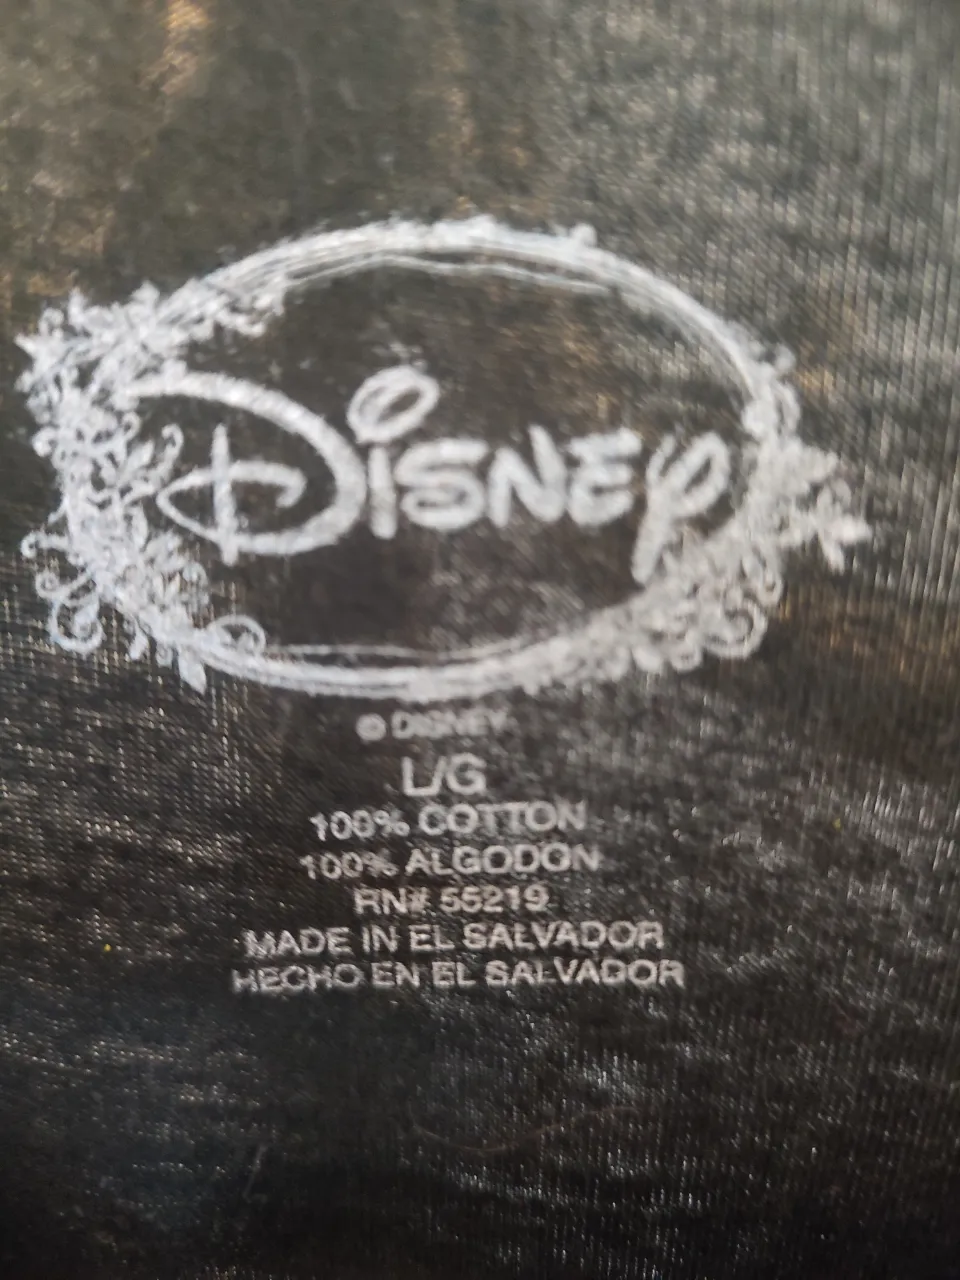 Disney
© DISNEY
L/G
100% COTTON
100% ALGODON
RN# 55219
MADE IN EL SALVADOR
HECHO EN EL SALVADOR